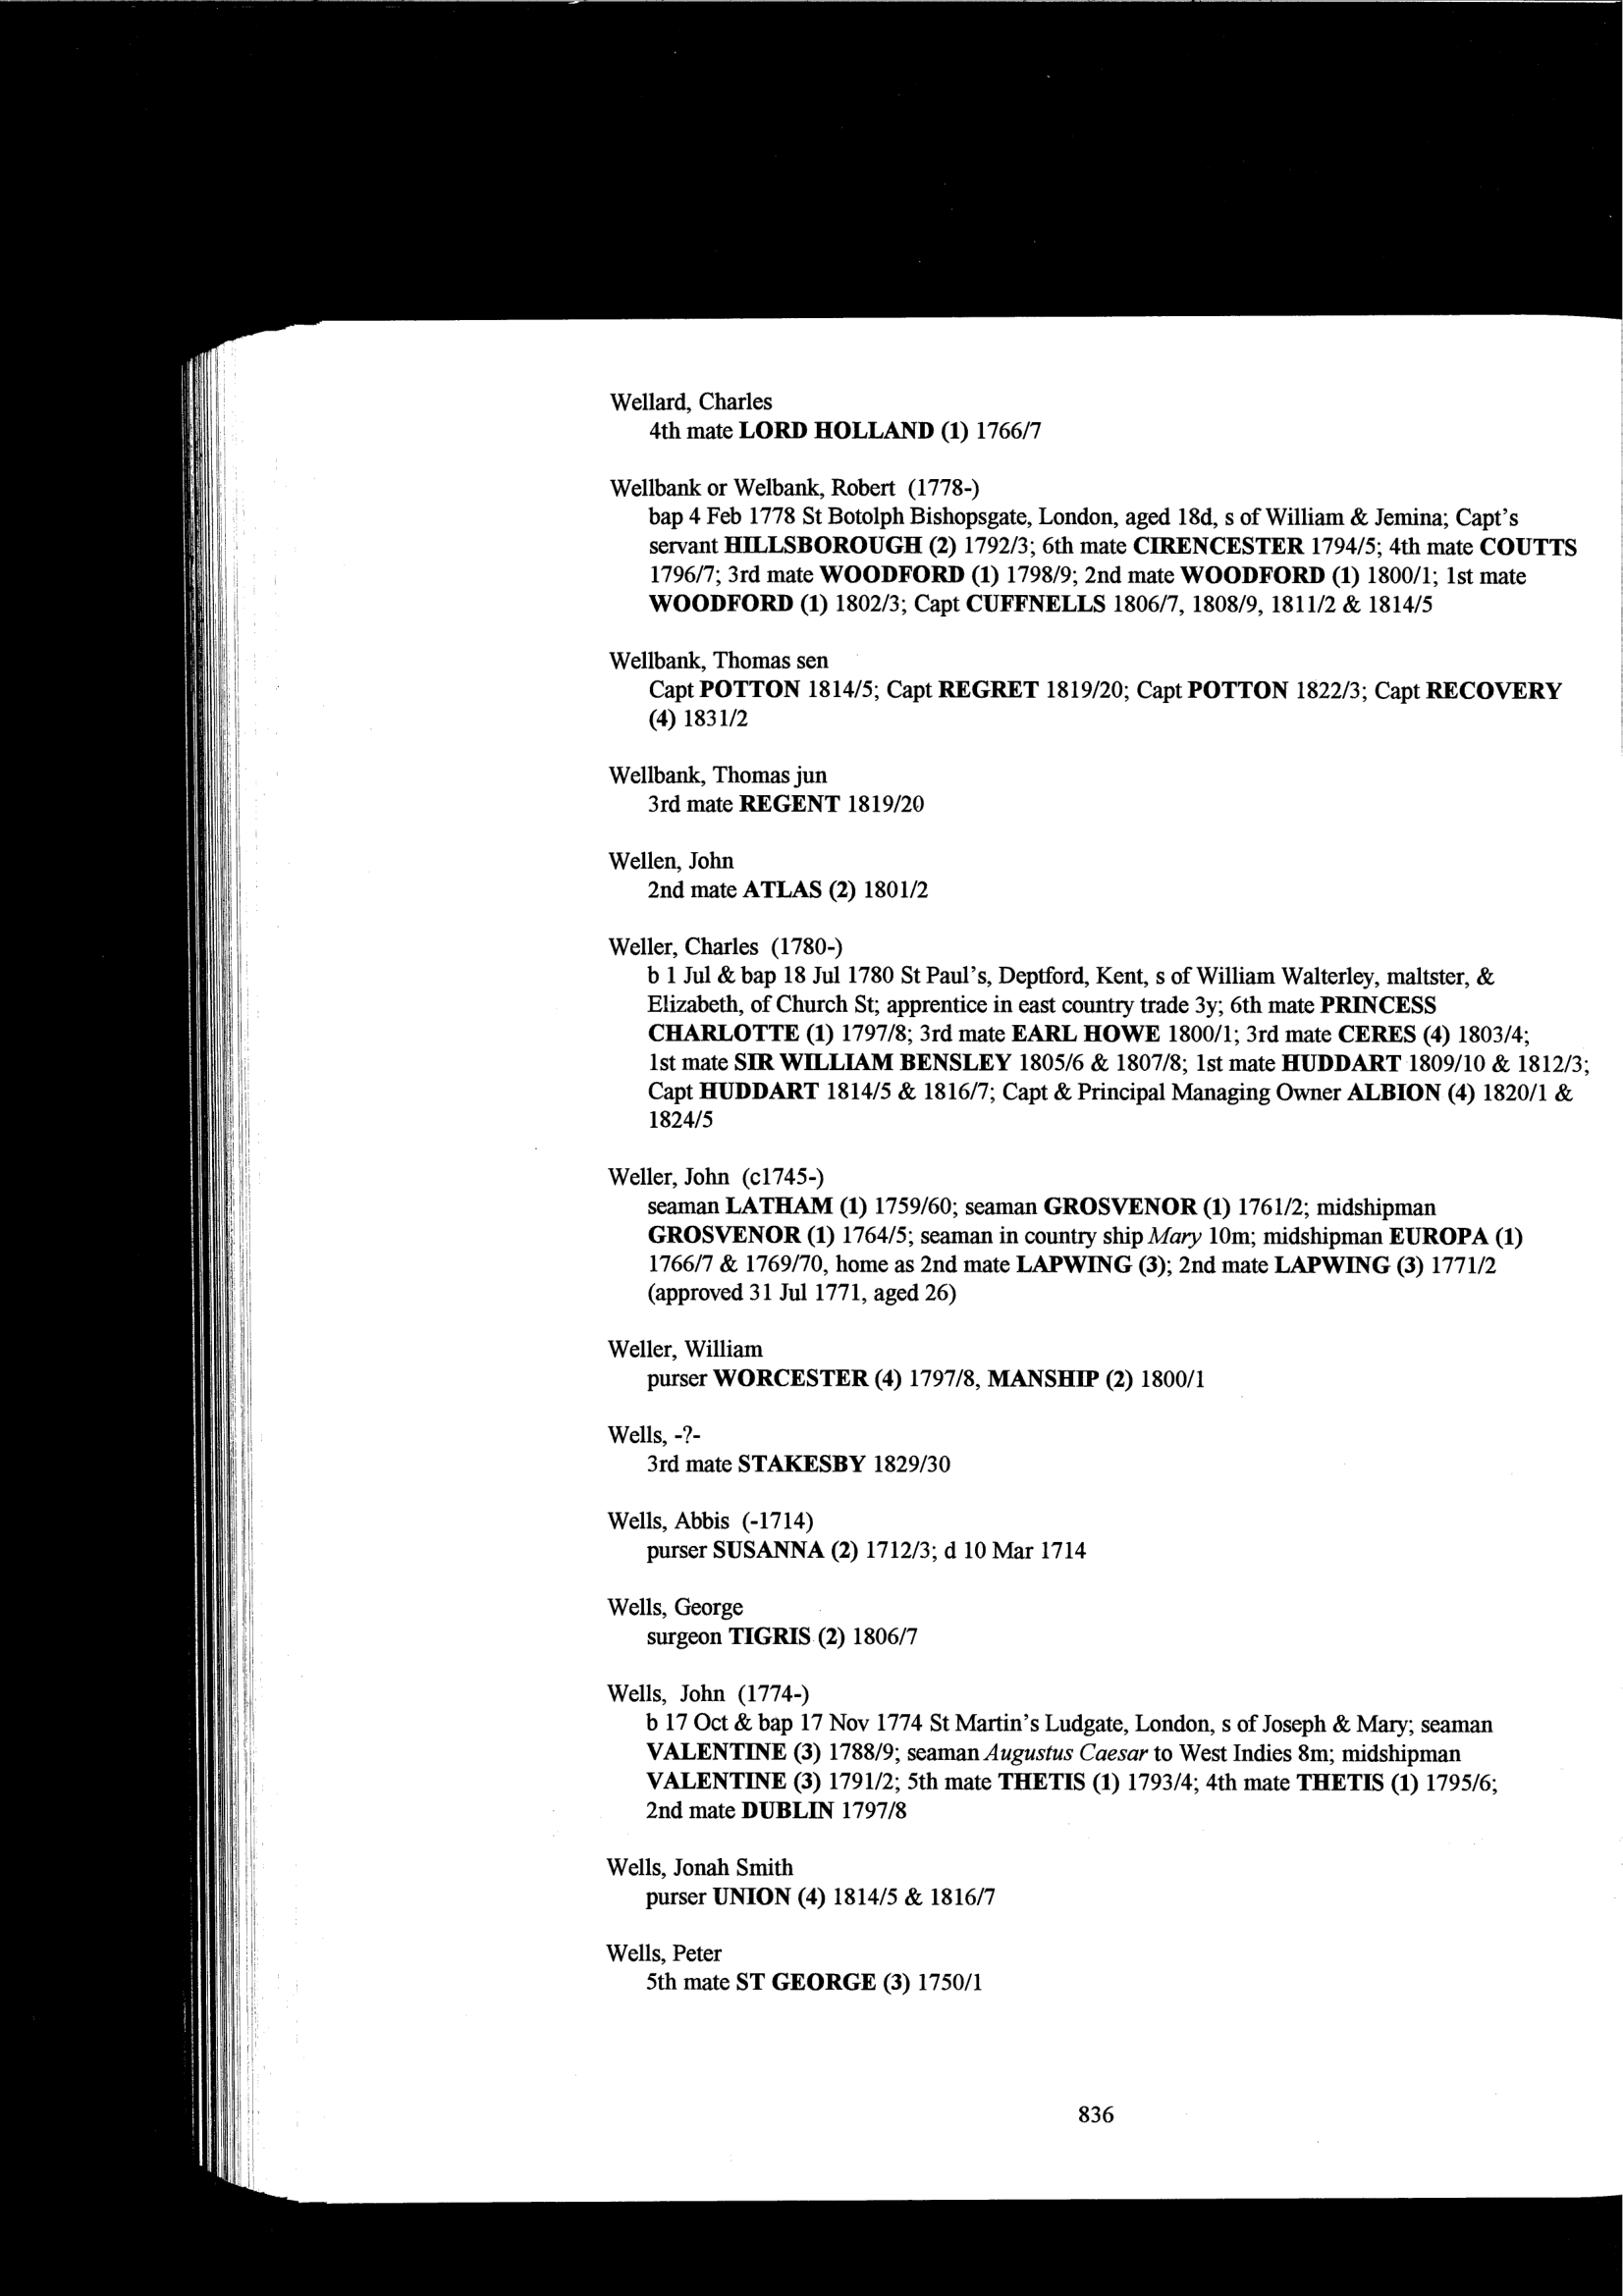 Wellard, Charles
4th mate LORD HOLLAND (1) 1766/7
Wellbank or Welbank, Robert (1778-)
bap 4 Feb 1778 St Botolph Bishopsgate, London, aged 18d, s of William & Jemina; Capt's
servant HILLSBOROUGH (2) 1792/3; 6th mate CIRENCESTER 1794/5; 4th mate COUTTS
1796/7; 3rd mate WOODFORD (1) 1798/9; 2nd mate WOODFORD (1) 1800/1; 1st mate
WOODFORD (1) 1802/3; Capt CUFFNELLS 1806/7, 1808/9, 1811/2 & 1814/5
Wellbank, Thomas sen
Capt POTTON 1814/5; Capt REGRET 1819/20; Capt POTTON 1822/3; Capt RECOVERY
(4) 1831/2
Wellbank, Thomas jun
3rd mate REGENT 1819/20
Wellen, John
2nd mate ATLAS (2) 1801/2
Weller, Charles (1780-)
b 1 Jul & bap 18 Jul 1780 St Paul's, Deptford, Kent, s of William Walterley, maltster, &
Elizabeth, of Church St; apprentice in east country trade 3y; 6th mate PRINCESS
CHARLOTTE (1) 1797/8; 3rd mate EARL HOWE 1800/1; 3rd mate CERES (4) 1803/4;
1st mate SIR WILLIAM BENSLEY 1805/6 & 1807/8; 1st mate HUDDART 1809/10 & 1812/3;
Capt HUDDART 1814/5 & 1816/7; Capt & Principal Managing Owner ALBION (4) 1820/1 &
1824/5
Weller, John (c1745-)
seaman LATHAM (1) 1759/60; seaman GROSVENOR (1) 1761/2; midshipman
GROSVENOR (1) 1764/5; seaman in country ship Mary 10m; midshipman EUROPA (1)
1766/7 & 1769/70, home as 2nd mate LAPWING (3); 2nd mate LAPWING (3) 1771/2
(approved 31 Jul 1771, aged 26)
Weller, William
purser WORCESTER (4) 1797/8, MANSHIP (2) 1800/1
Wells, -?-
3rd mate STAKESBY 1829/30
Wells, Abbis (-1714)
purser SUSANNA (2) 1712/3; d 10 Mar 1714
Wells, George
surgeon TIGRIS (2) 1806/7
Wells, John (1774-)
b 17 Oct & bap 17 Nov 1774 St Martin's Ludgate, London, s of Joseph & Mary; seaman
VALENTINE (3) 1788/9; seaman Augustus Caesar to West Indies 8m; midshipman
VALENTINE (3) 1791/2; 5th mate THETIS (1) 1793/4; 4th mate THETIS (1) 1795/6;
2nd mate DUBLIN 1797/8
Wells, Jonah Smith
purser UNION (4) 1814/5 & 1816/7
Wells, Peter
5th mate ST GEORGE (3) 1750/1
836